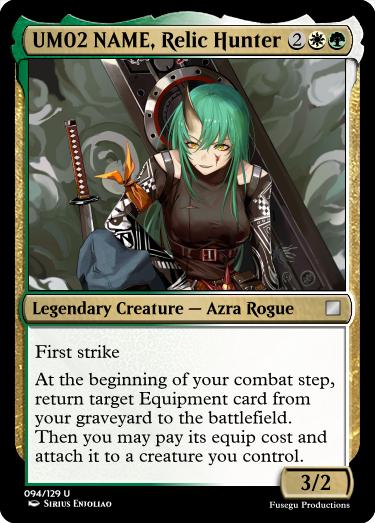 UM02 NAME, Relic Hunter 2
Legendary Creature — Azra Rogue
First strike
At the beginning of your combat step,
return target Equipment card from
your graveyard to the battlefield.
Then you may pay its equip cost and
attach it to a creature you control.
3/2
094/129 U
Sirius Enjoliao
Fusegu Productions